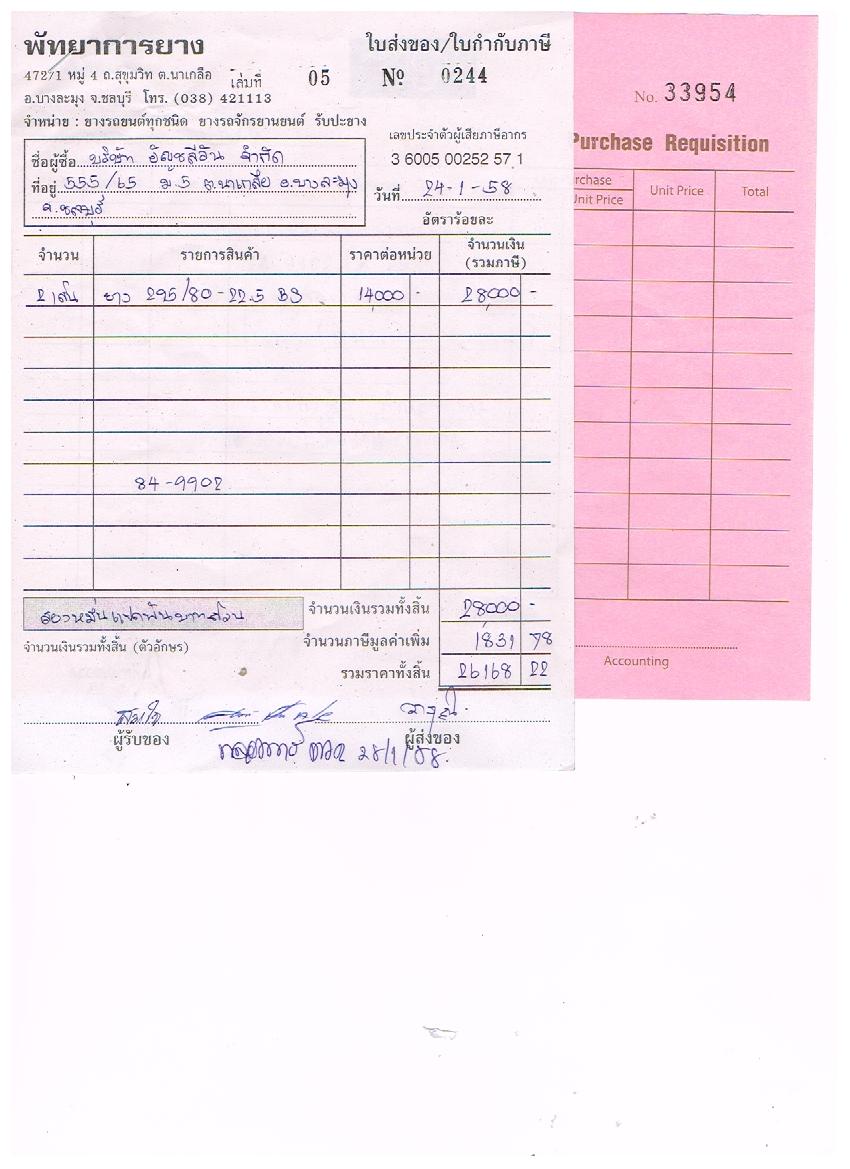 พัทยาการยาง
ใบส่งของ/ใบกำกับภาษี
472/1 หมู่ 4 ถ.สุขุมวิท ต.นาเกลือ เล่มที่ 05 № 0244
อ.บางละมุง จ.ชลบุรี โทร. (038) 421113
จำหน่าย : ยางรถยนต์ทุกชนิด ยางรถจักรยานยนต์ รับปะยาง
เลขประจำตัวผู้เสียภาษีอากร
3 6005 00252 57 1
ชื่อผู้ซื้อ บริษัท อัญชลีอัน จำกัด
ที่อยู่ 555/65 ม.5 ต.นาเกลือ อ.บางละมุง
จ.ชลบุรี
วันที่ 24-1-58
อัตราร้อยละ
จำนวน รายการสินค้า ราคาต่อหน่วย จำนวนเงิน (รวมภาษี)
2 เส้น ยาง 295/80-22.5 BS 14000 - 28000 -
84-9902
สองหมื่นแปดพันบาทถ้วน จำนวนเงินรวมทั้งสิ้น 28000 -
จำนวนเงินรวมทั้งสิ้น (ตัวอักษร) จำนวนภาษีมูลค่าเพิ่ม 1831 78
รวมราคาทั้งสิ้น 26168 22
สมใจ
ผู้รับของ ผู้ส่งของ
28/1/58.
No. 33954
Purchase Requisition
rchase
Unit Price Unit Price Total
Accounting